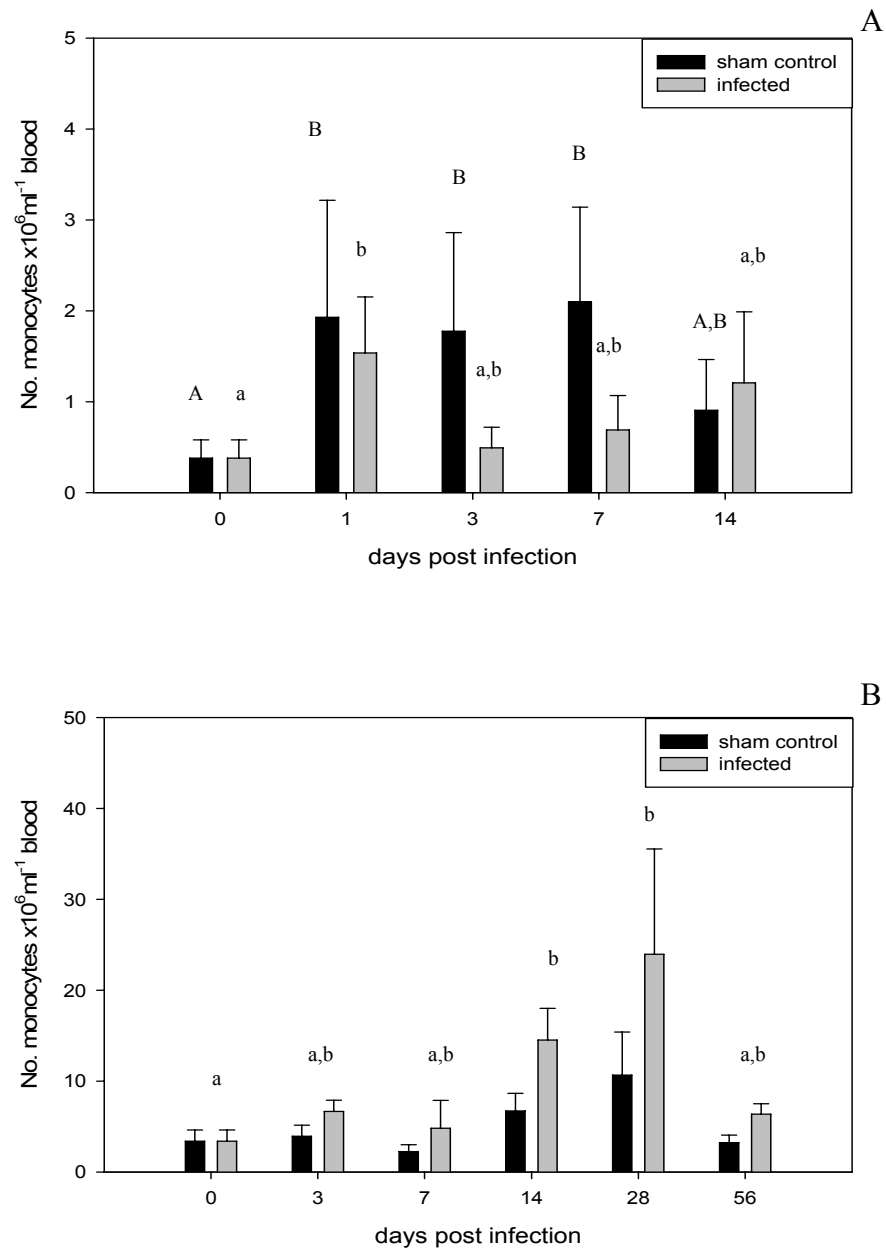 A
No. monocytes x10⁶ml⁻¹ blood
5
4
3
2
1
0
sham control
infected
B
B
B
b
a,b
a,b
a,b
A,B
A
a
0 1 3 7 14
days post infection
B
No. monocytes x10⁶ml⁻¹ blood
50
40
30
20
10
0
sham control
infected
b
b
a
a,b
a,b
a,b
0 3 7 14 28 56
days post infection